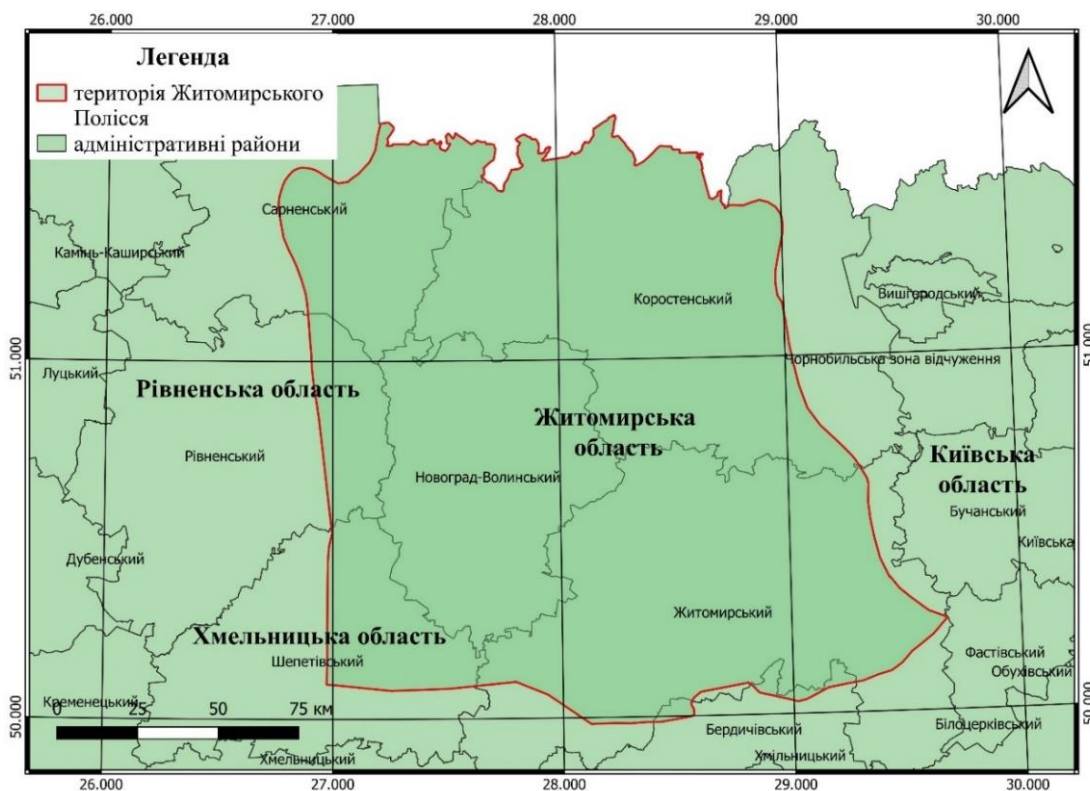 26.000 27.000 28.000 29.000 30.000
Легенда
територія Житомирського
Полісся
адміністративні райони
Сарненський
Камінь-Каширський
Коростенський
Вишгородський
51.000
51.000
Чорнобильська зона відчуження
Луцький
Рівненська область
Житомирська
область
Рівненський
Новоград-Волинський
Київська
область
Бучанський
Київська
Дубенський
Житомирський
Хмельницька область
Шепетівський
Фастівський
Обухівський
Кременецький
50.000
50.000
0 25 50 75 км
Бердичівський
Білоцерківський
Хмельницький
Хмільницький
26.000 27.000 28.000 29.000 30.000